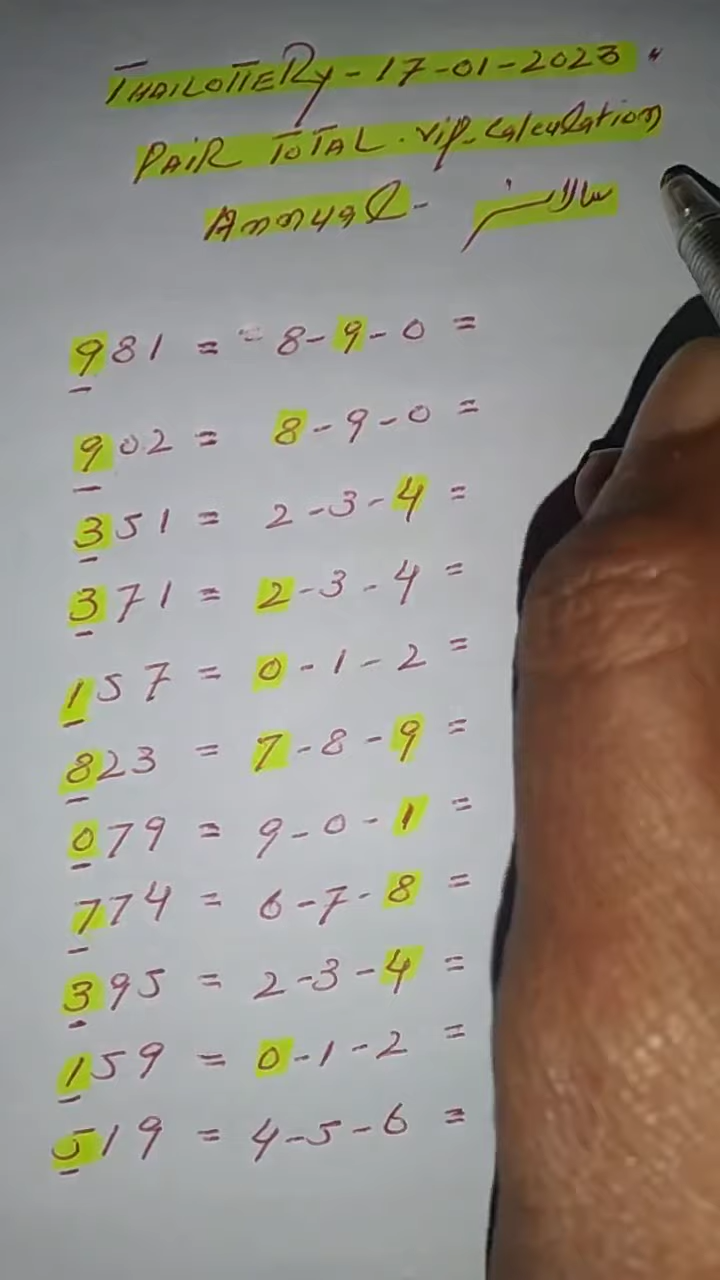 THAILOTTERY-17-01-2023"
PAIR TOTAL. vip-calculation
Annual- سالانہ
981 = 8-9-0 =
902 = 8-9-0 =
351 = 2-3-4 =
371 = 2-3-4 =
157 = 0-1-2 =
823 = 7-8-9 =
079 = 9-0-1 =
774 = 6-7-8 =
395 = 2-3-4 =
159 = 0-1-2 =
519 = 4-5-6 =